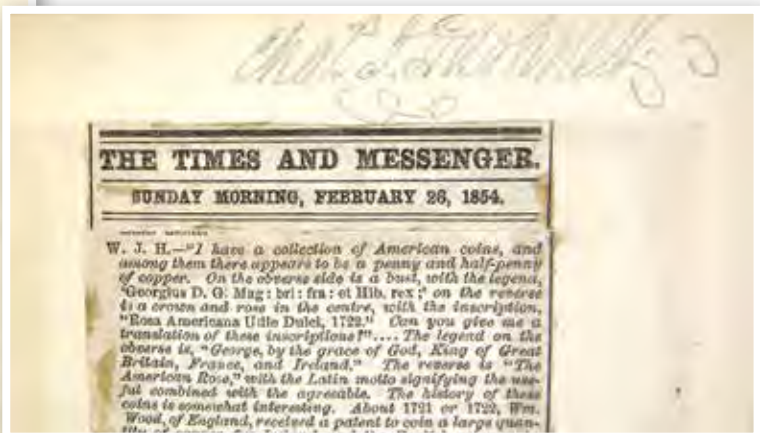 THE TIMES AND MESSENGER.
SUNDAY MORNING, FEBRUARY 26, 1854.
W. J. H.—"I have a collection of American coins, and
among them there appears to be a penny and half-penny
of copper. On the obverse side is a bust, with the legend,
'Georgius D. G. Mag: bri: fra: et Hib. rex;' on the reverse
is a crown and rose in the centre, with the inscription,
"Rosa Americana Utile Dulci, 1722." Can you give me a
translation of these inscriptions?".... The legend on the
obverse is, "George, by the grace of God, King of Great
Britain, France, and Ireland." The reverse is "The
American Rose," with the Latin motto signifying the use-
ful combined with the agreeable. The history of these
coins is somewhat interesting. About 1721 or 1722, Wm.
Wood, of England, received a patent to coin a large quan-